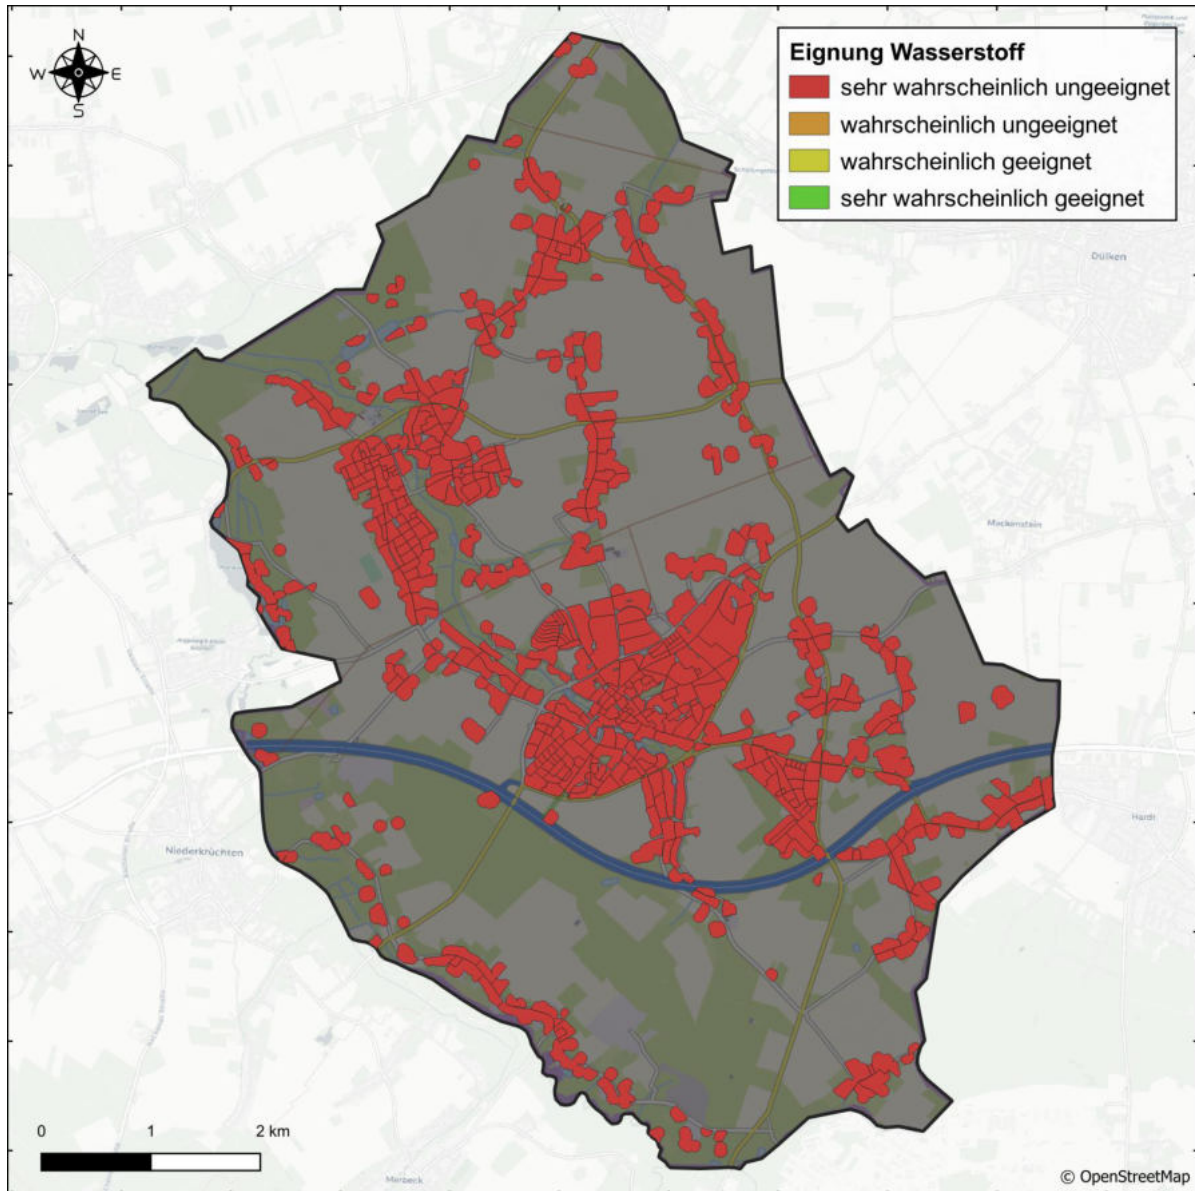 N
W
E
S
Eignung Wasserstoff
sehr wahrscheinlich ungeeignet
wahrscheinlich ungeeignet
wahrscheinlich geeignet
sehr wahrscheinlich geeignet
Dülken
Mackenstein
Hardt
Niederkrüchten
Merbeck
0
1
2 km
© OpenStreetMap